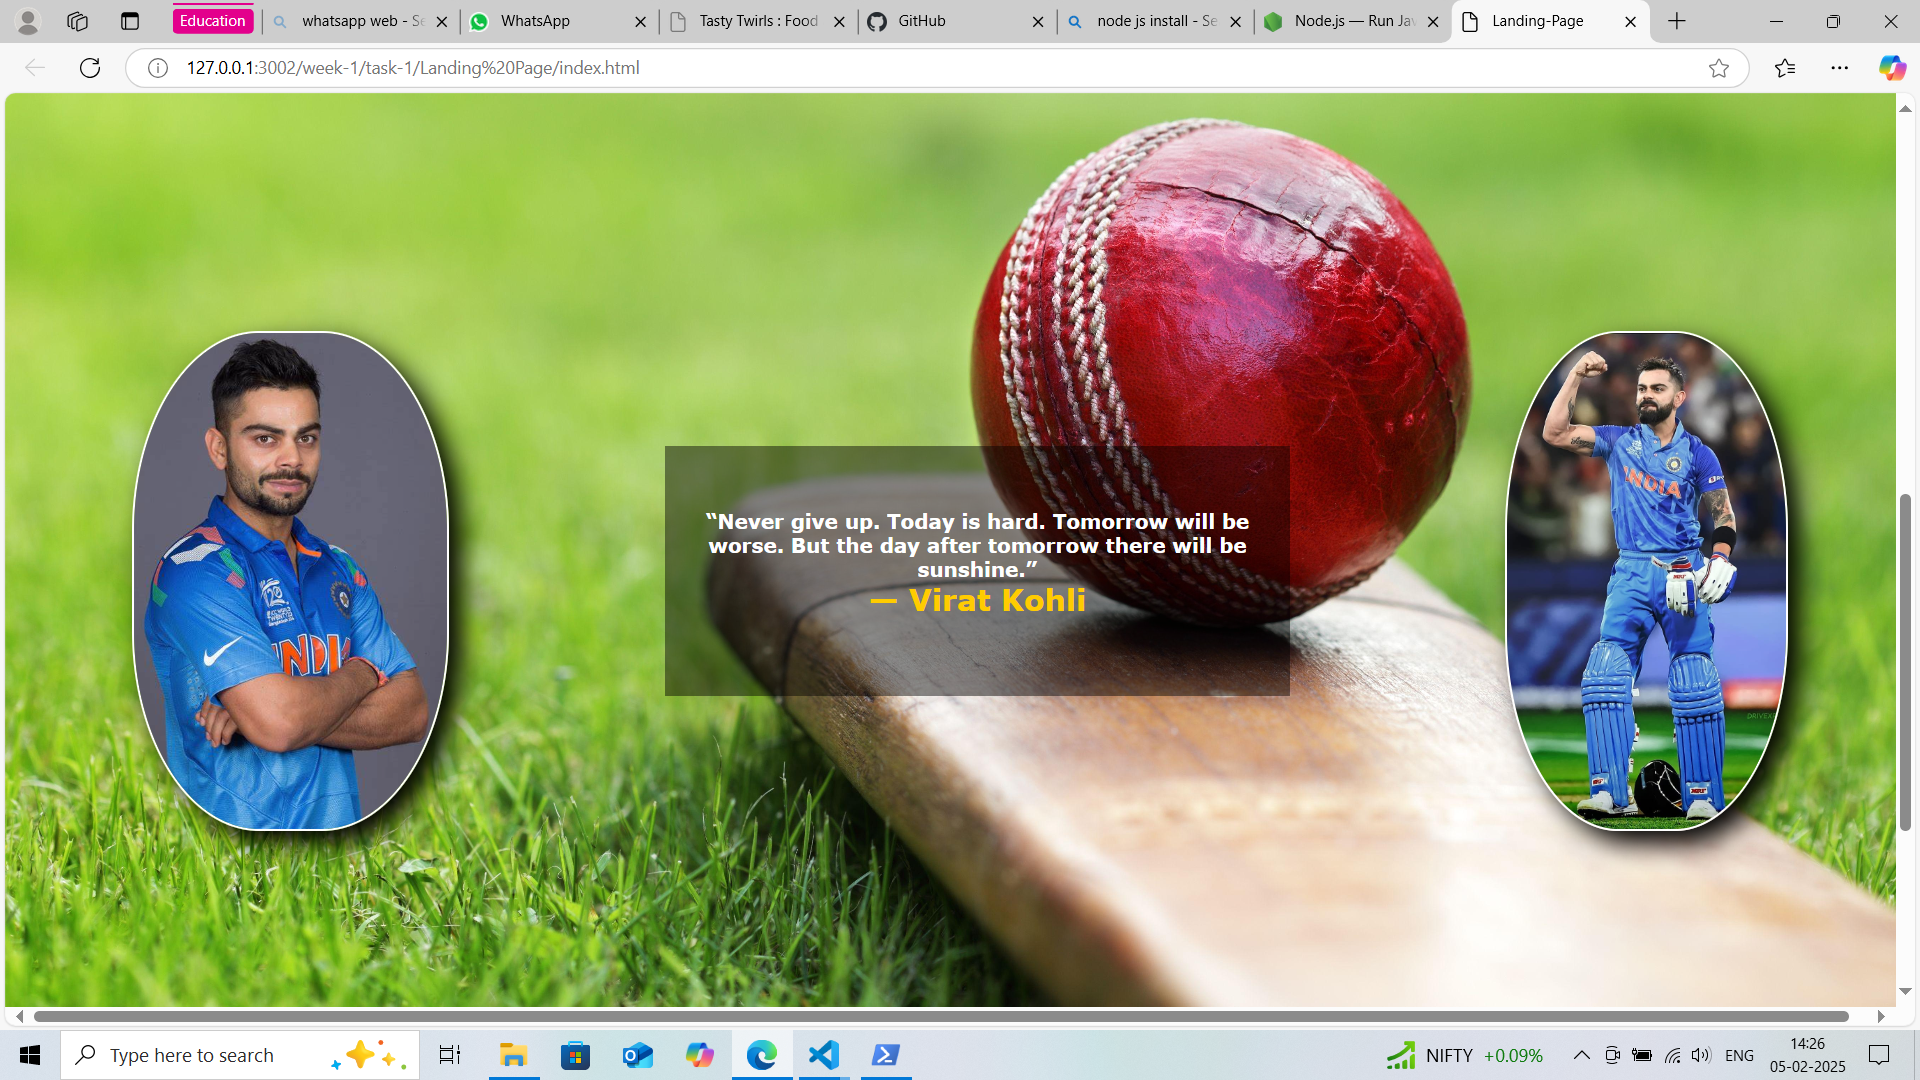 Education
whatsapp web - Se
WhatsApp
Tasty Twirls : Food
GitHub
node js install - Se
Node.js — Run Jav
Landing-Page
127.0.0.1:3002/week-1/task-1/Landing%20Page/index.html
“Never give up. Today is hard. Tomorrow will be
worse. But the day after tomorrow there will be
sunshine.”
— Virat Kohli
INDIA
INDIA
DRIVEX
Type here to search
NIFTY +0.09%
ENG
14:26
05-02-2025